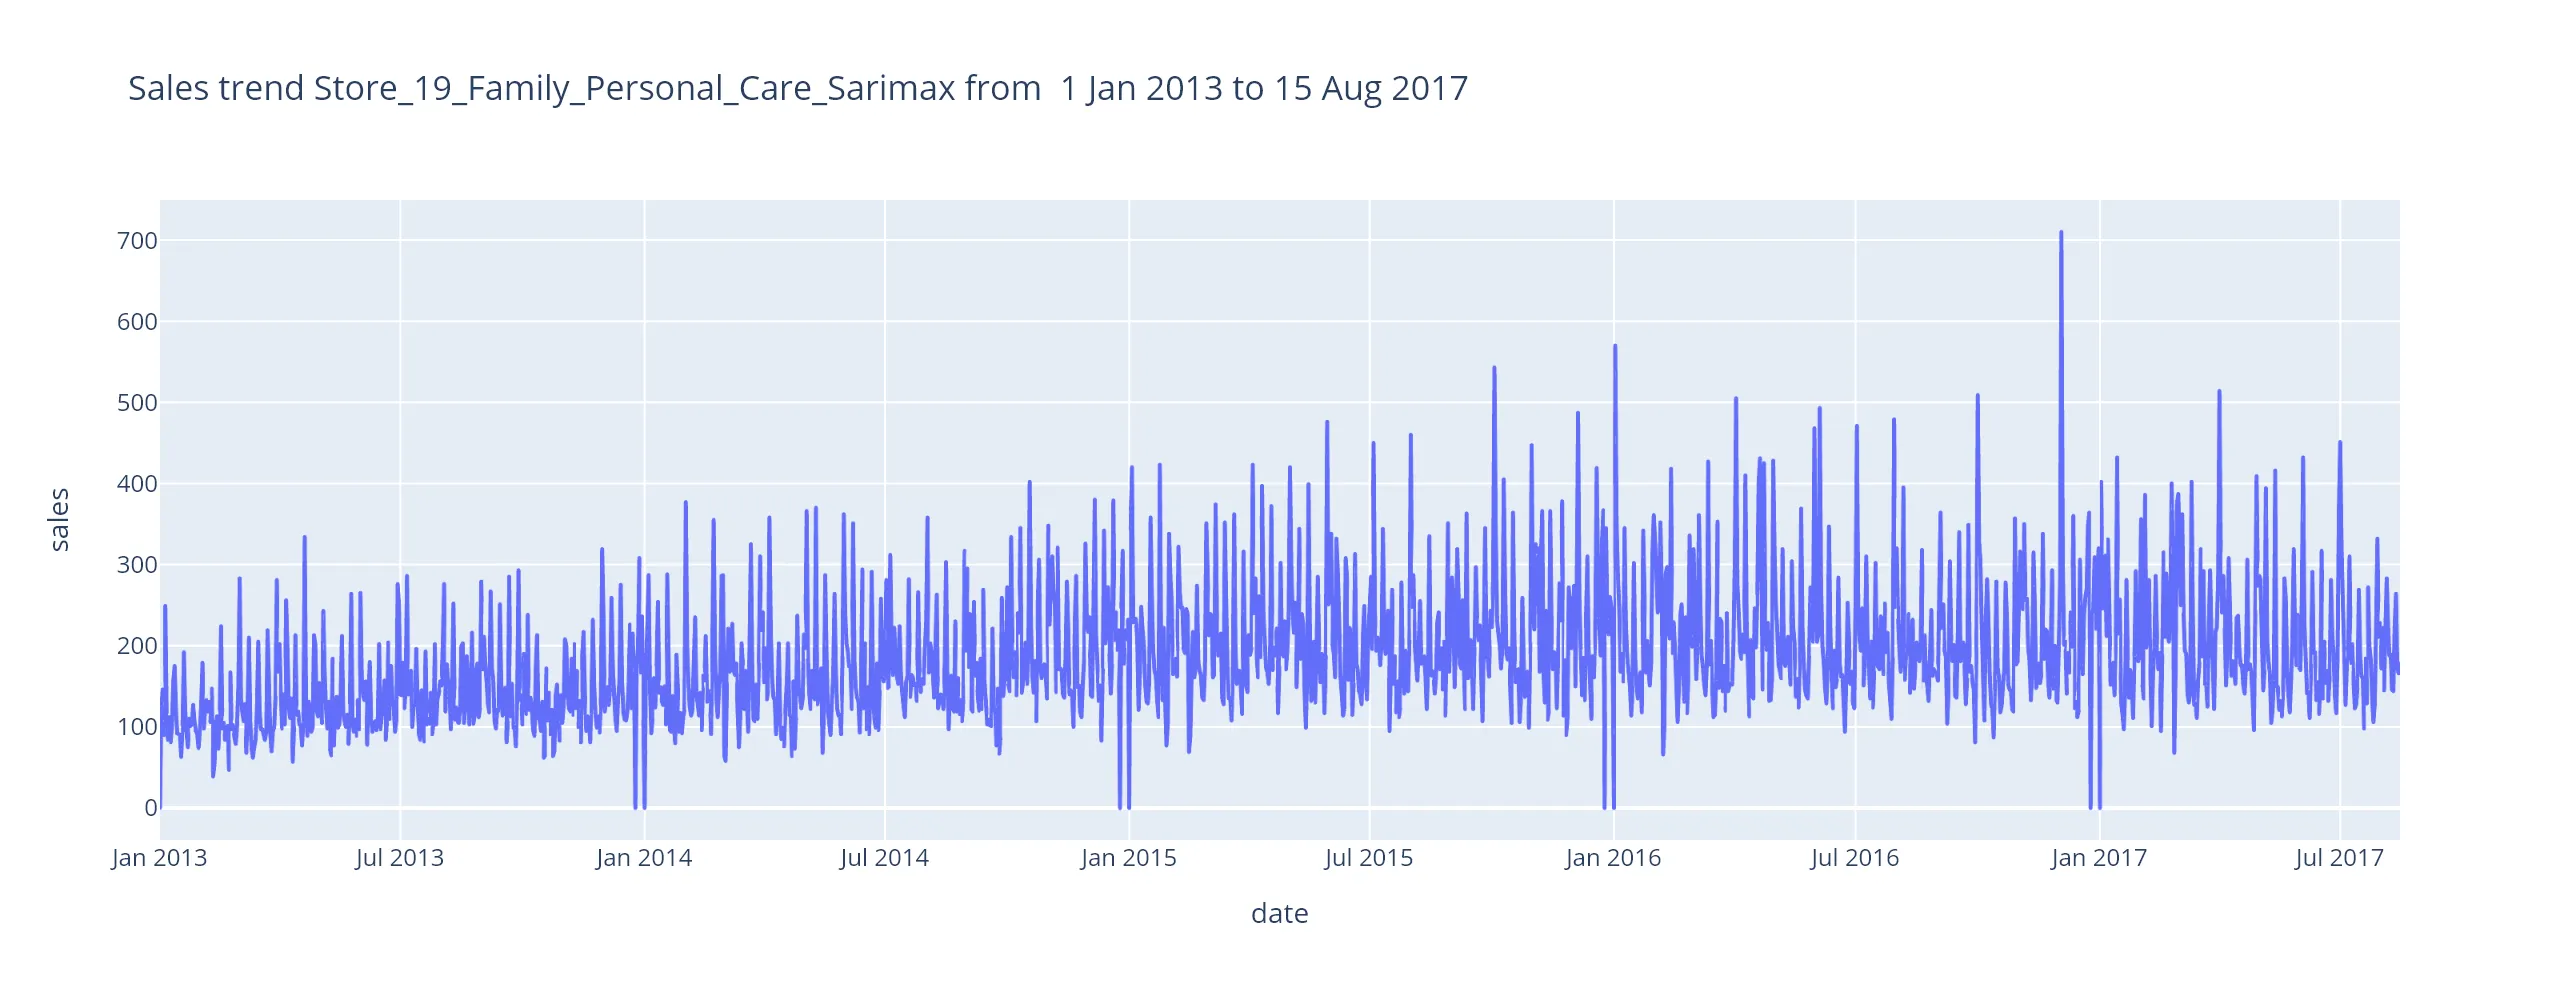 Sales trend Store_19_Family_Personal_Care_Sarimax from  1 Jan 2013 to 15 Aug 2017
700
600
500
400
300
200
100
0
sales
Jan 2013 Jul 2013 Jan 2014 Jul 2014 Jan 2015 Jul 2015 Jan 2016 Jul 2016 Jan 2017 Jul 2017
date